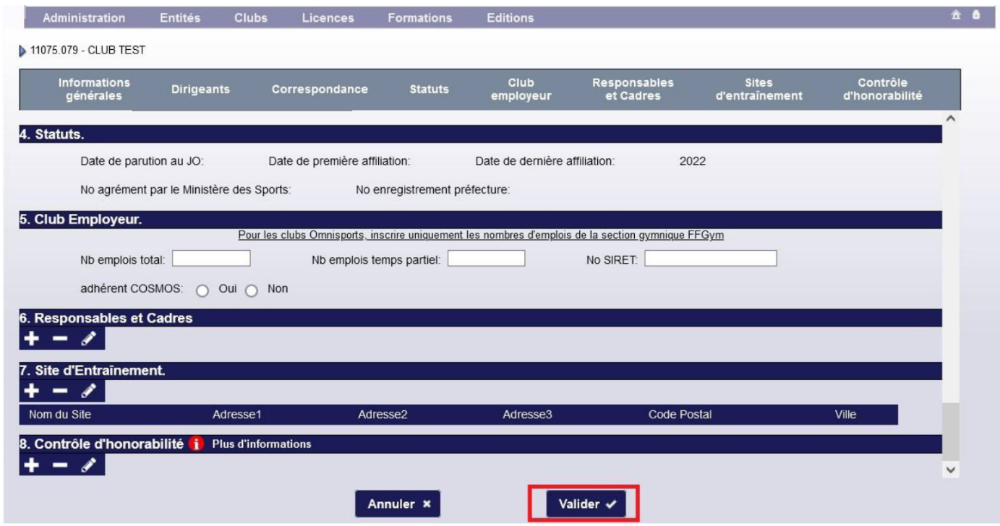 Administration Entités Clubs Licences Formations Editions
11075.079 - CLUB TEST
Informations générales Dirigeants Correspondance Statuts Club employeur Responsables et Cadres Sites d'entraînement Contrôle d'honorabilité
4. Statuts.
Date de parution au JO: Date de première affiliation: Date de dernière affiliation: 2022
No agrément par le Ministère des Sports: No enregistrement préfecture:
5. Club Employeur.
Pour les clubs Omnisports, inscrire uniquement les nombres d'emplois de la section gymnique FFGym
Nb emplois total: Nb emplois temps partiel: No SIRET:
adhérent COSMOS: Oui Non
6. Responsables et Cadres
7. Site d'Entraînement.
Nom du Site Adresse1 Adresse2 Adresse3 Code Postal Ville
8. Contrôle d'honorabilité i Plus d'informations
Annuler Valider